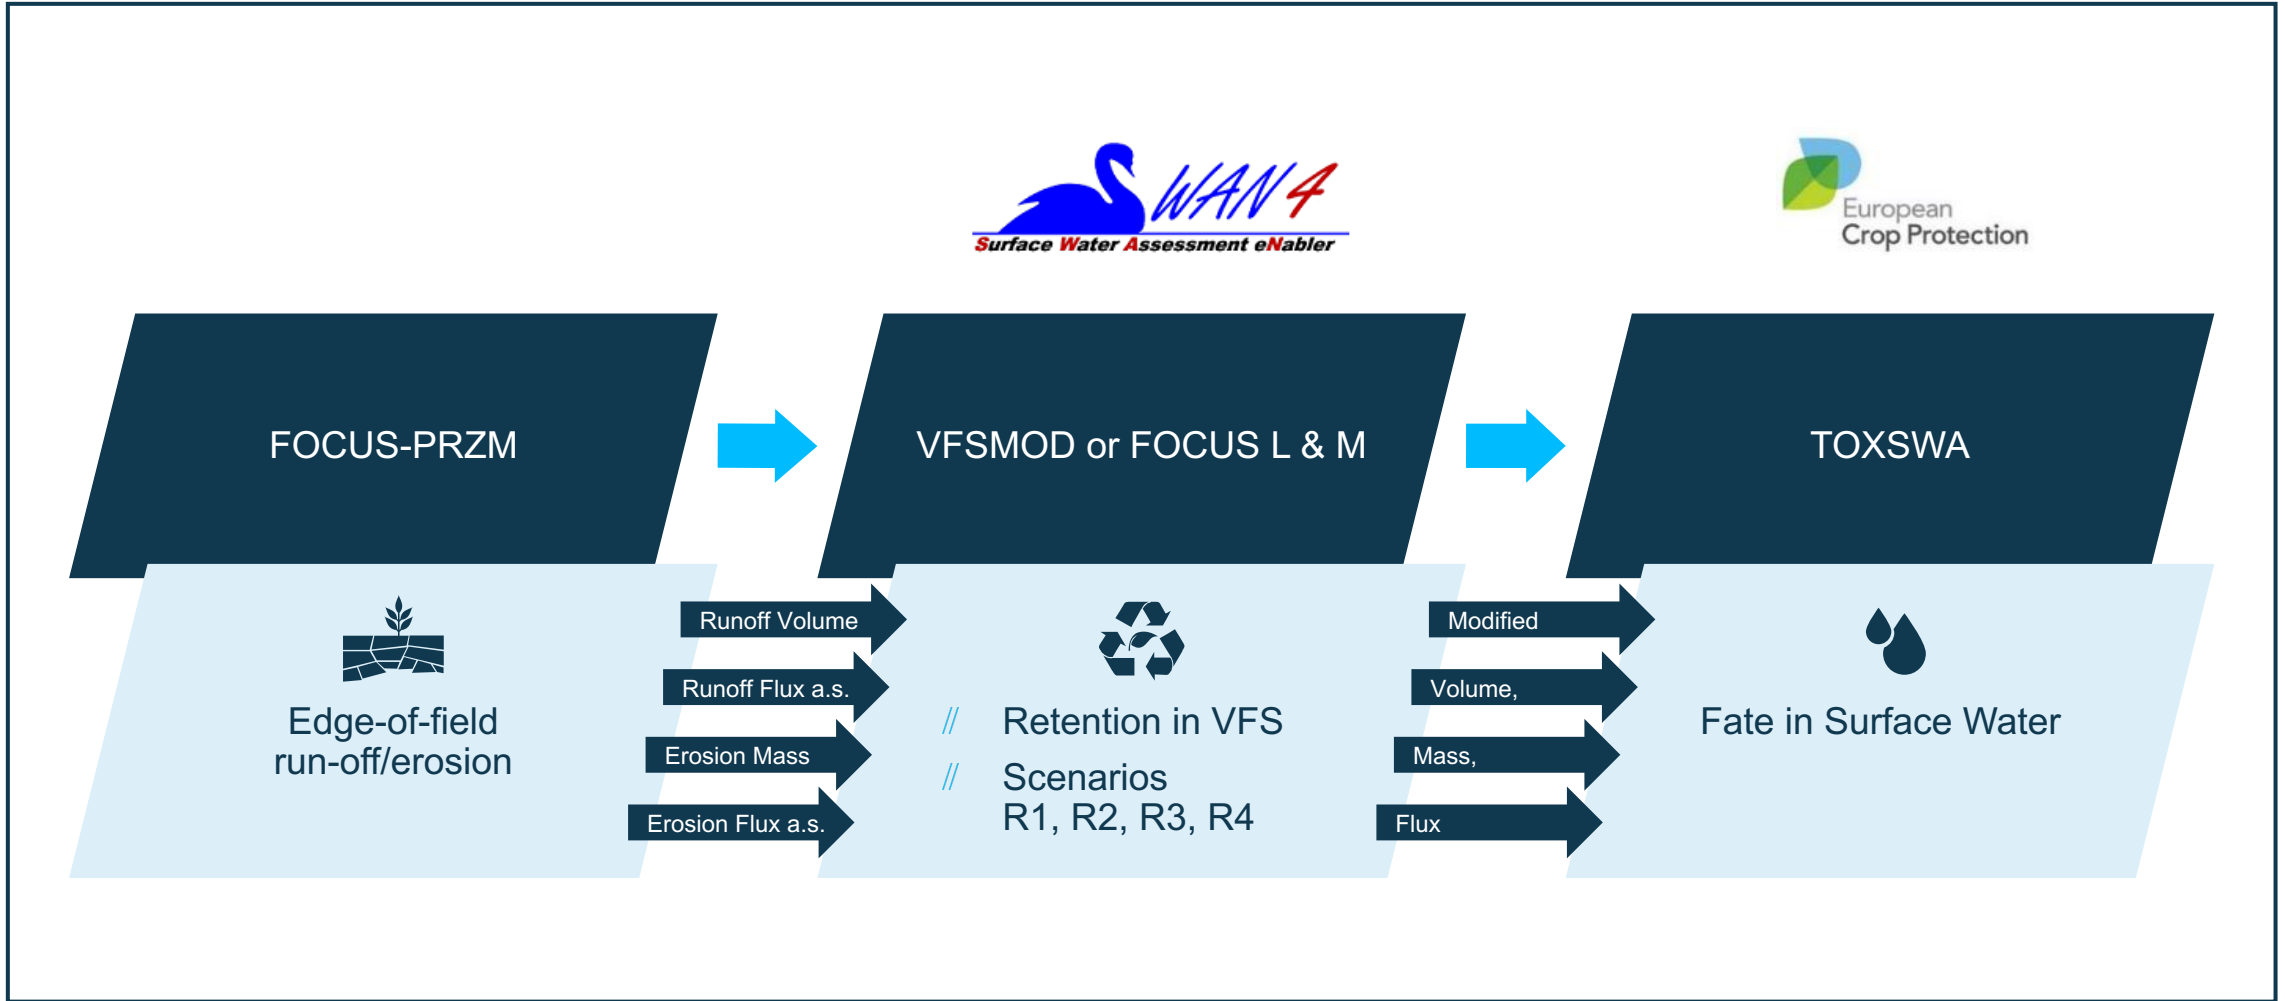 SWAN 4
Surface Water Assessment eNabler
European
Crop Protection
FOCUS-PRZM
VFSMOD or FOCUS L & M
TOXSWA
Edge-of-field
run-off/erosion
Runoff Volume
Runoff Flux a.s.
Erosion Mass
Erosion Flux a.s.
// Retention in VFS
// Scenarios
R1, R2, R3, R4
Modified
Volume,
Mass,
Flux
Fate in Surface Water